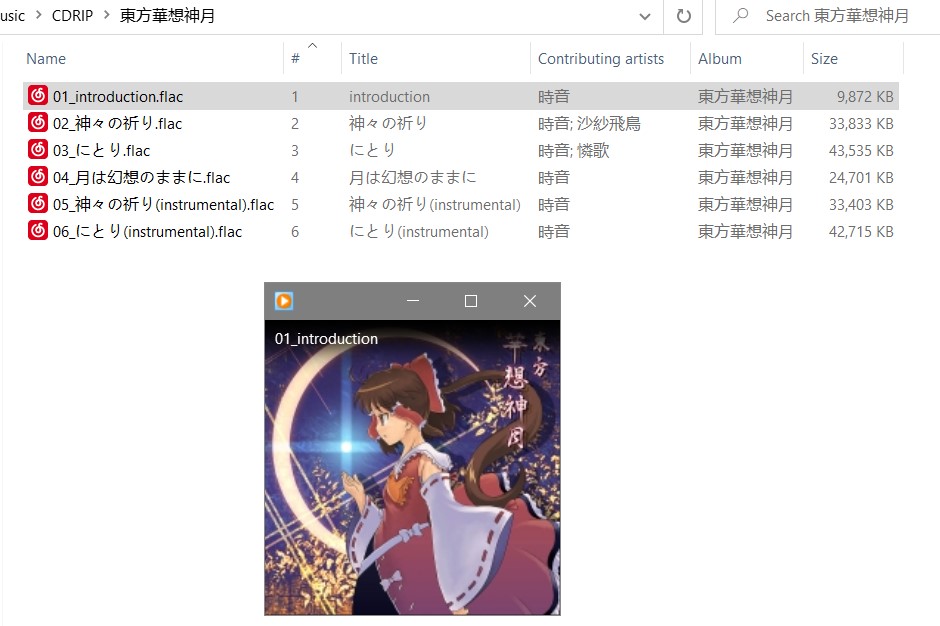 usic > CDRIP > 東方華想神月 Search 東方華想神月
Name # Title Contributing artists Album Size
01_introduction.flac 1 introduction 時音 東方華想神月 9,872 KB
02_神々の祈り.flac 2 神々の祈り 時音; 沙紗飛鳥 東方華想神月 33,833 KB
03_にとり.flac 3 にとり 時音; 憐歌 東方華想神月 43,535 KB
04_月は幻想のままに.flac 4 月は幻想のままに 時音 東方華想神月 24,701 KB
05_神々の祈り(instrumental).flac 5 神々の祈り(instrumental) 時音 東方華想神月 33,403 KB
06_にとり(instrumental).flac 6 にとり(instrumental) 時音 東方華想神月 42,715 KB
01_introduction
東方
華想神月